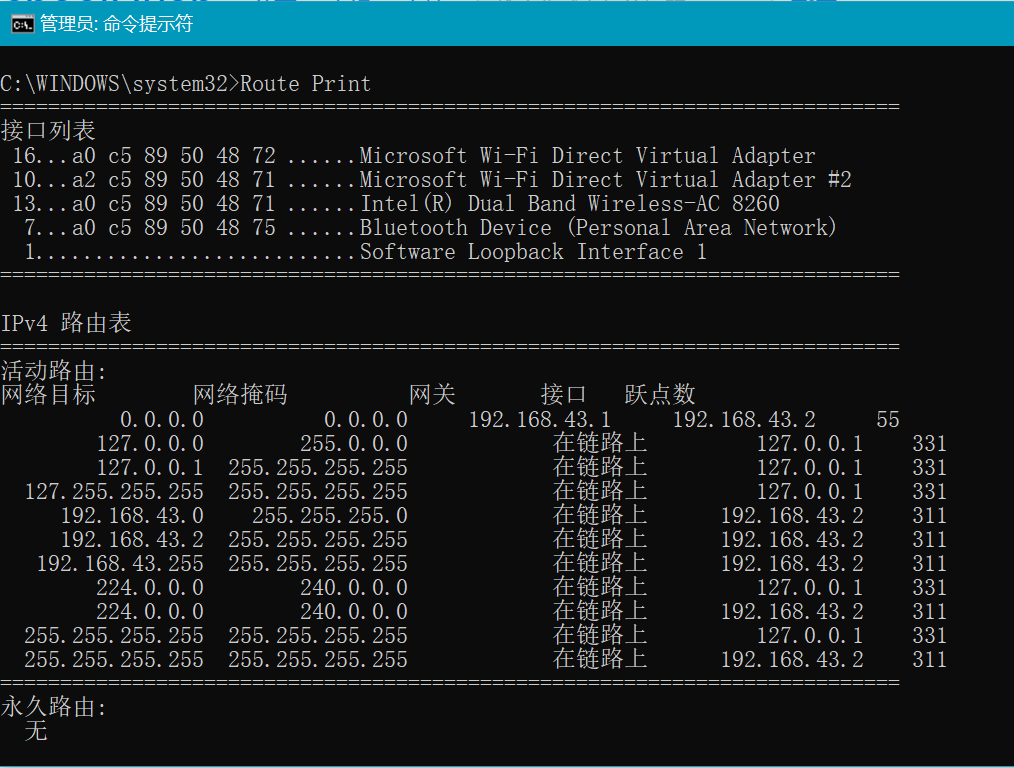 管理员: 命令提示符
C:\WINDOWS\system32>Route Print
===========================================================================
接口列表
 16...a0 c5 89 50 48 72 ......Microsoft Wi-Fi Direct Virtual Adapter
 10...a2 c5 89 50 48 71 ......Microsoft Wi-Fi Direct Virtual Adapter #2
 13...a0 c5 89 50 48 71 ......Intel(R) Dual Band Wireless-AC 8260
  7...a0 c5 89 50 48 75 ......Bluetooth Device (Personal Area Network)
  1...........................Software Loopback Interface 1
===========================================================================
IPv4 路由表
===========================================================================
活动路由:
网络目标        网络掩码          网关       接口   跃点数
          0.0.0.0          0.0.0.0     192.168.43.1     192.168.43.2     55
        127.0.0.0        255.0.0.0            在链路上         127.0.0.1    331
        127.0.0.1  255.255.255.255            在链路上         127.0.0.1    331
  127.255.255.255  255.255.255.255            在链路上         127.0.0.1    331
     192.168.43.0    255.255.255.0            在链路上      192.168.43.2    311
     192.168.43.2  255.255.255.255            在链路上      192.168.43.2    311
   192.168.43.255  255.255.255.255            在链路上      192.168.43.2    311
        224.0.0.0        240.0.0.0            在链路上         127.0.0.1    331
        224.0.0.0        240.0.0.0            在链路上      192.168.43.2    311
  255.255.255.255  255.255.255.255            在链路上         127.0.0.1    331
  255.255.255.255  255.255.255.255            在链路上      192.168.43.2    311
===========================================================================
永久路由:
  无